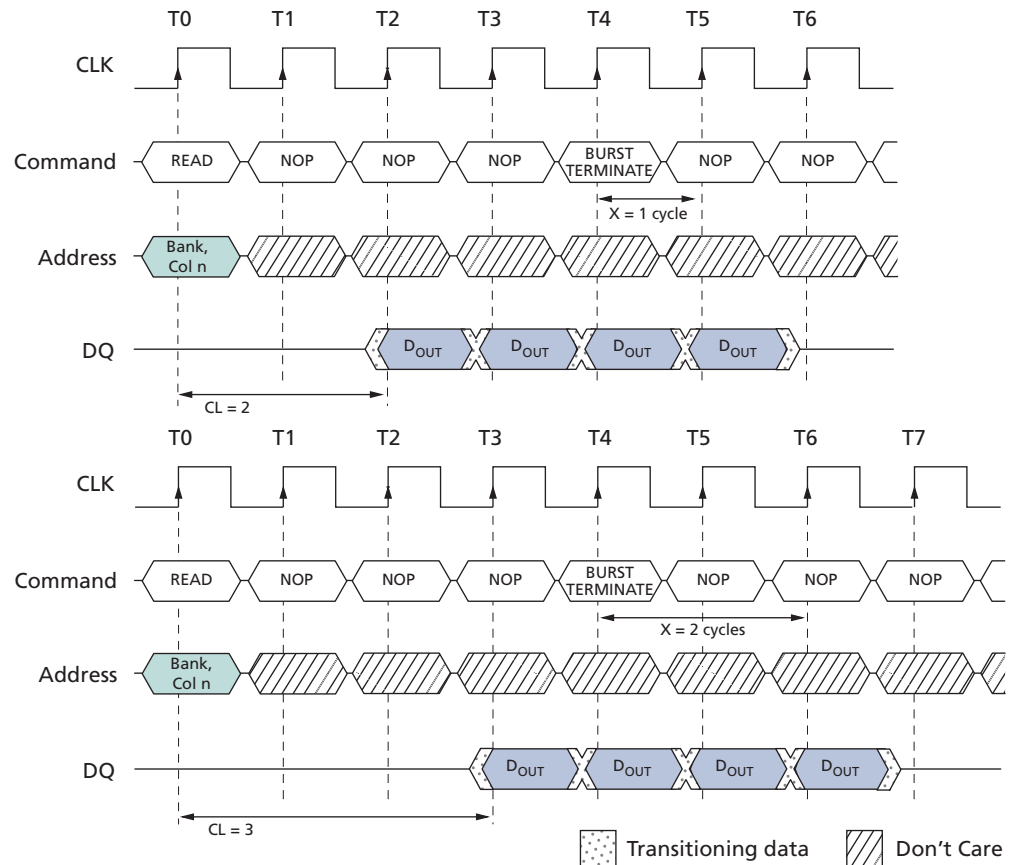 T0 T1 T2 T3 T4 T5 T6
CLK
Command READ NOP NOP NOP BURST TERMINATE NOP NOP
X = 1 cycle
Address Bank, Col n
DQ DOUT DOUT DOUT DOUT
CL = 2
T0 T1 T2 T3 T4 T5 T6 T7
CLK
Command READ NOP NOP NOP BURST TERMINATE NOP NOP NOP
X = 2 cycles
Address Bank, Col n
DQ DOUT DOUT DOUT DOUT
CL = 3
Transitioning data Don't Care